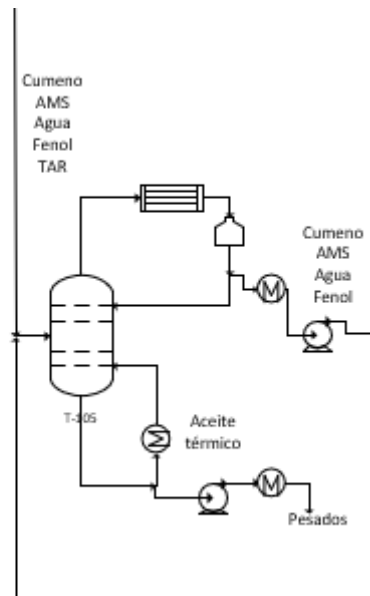 Cumeno
AMS
Agua
Fenol
TAR
Cumeno
AMS
Agua
Fenol
T-105
Aceite
térmico
Pesados